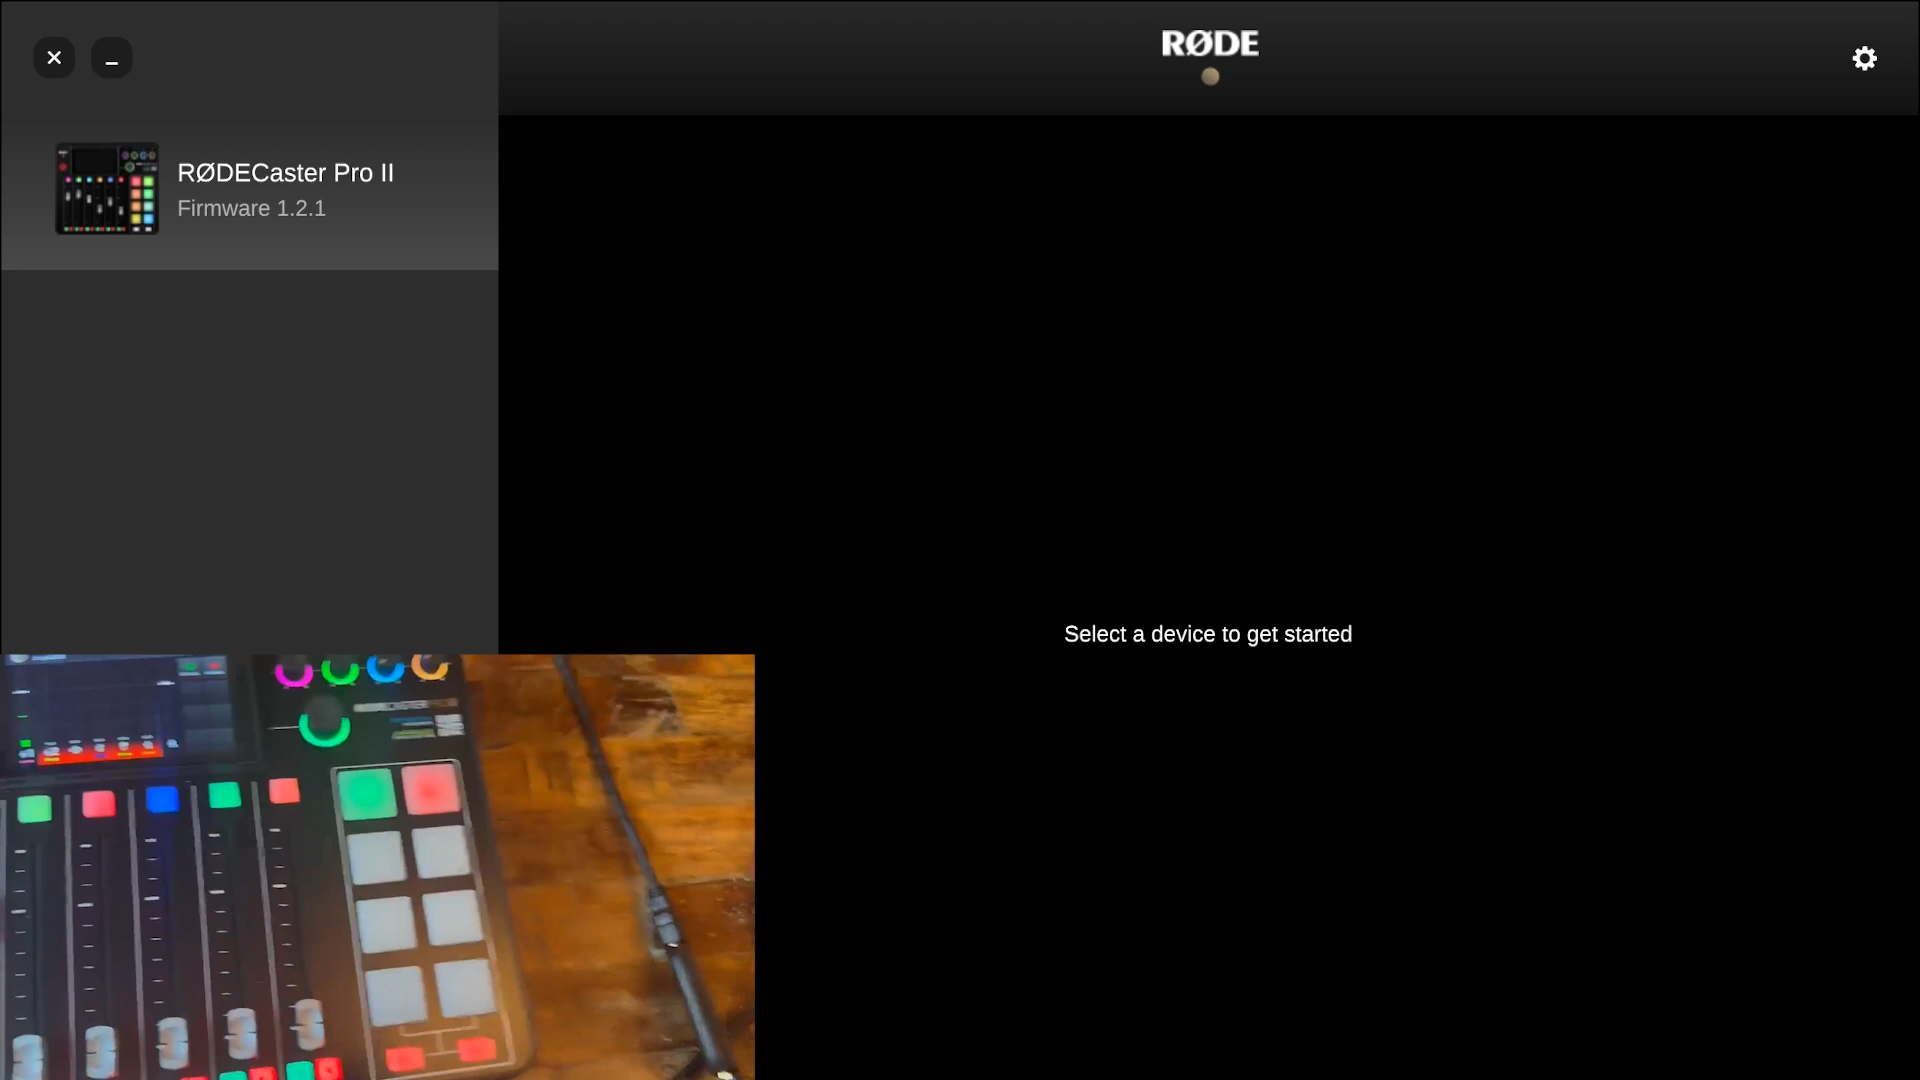 RØDE
RØDECaster Pro II
Firmware 1.2.1
Select a device to get started